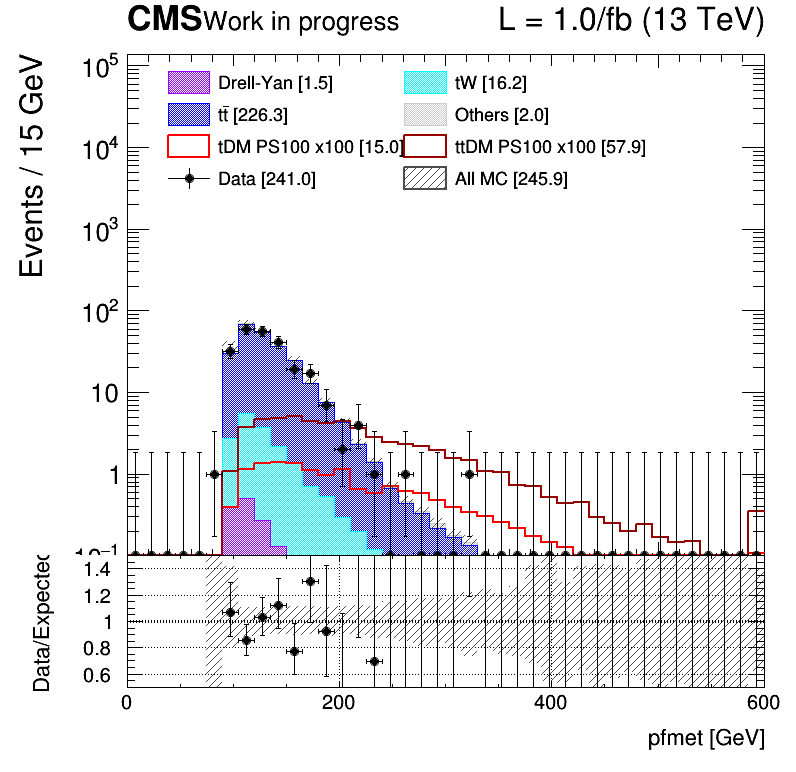 CMS Work in progress L = 1.0/fb (13 TeV)
Events / 15 GeV
10⁵
10⁴
10³
10²
10
1
10⁻¹
Drell-Yan [1.5] tW [16.2]
tt̄ [226.3] Others [2.0]
tDM PS100 x100 [15.0] ttDM PS100 x100 [57.9]
Data [241.0] All MC [245.9]
Data/Expected
1.4
1.2
1
0.8
0.6
0 200 400 600
pfmet [GeV]